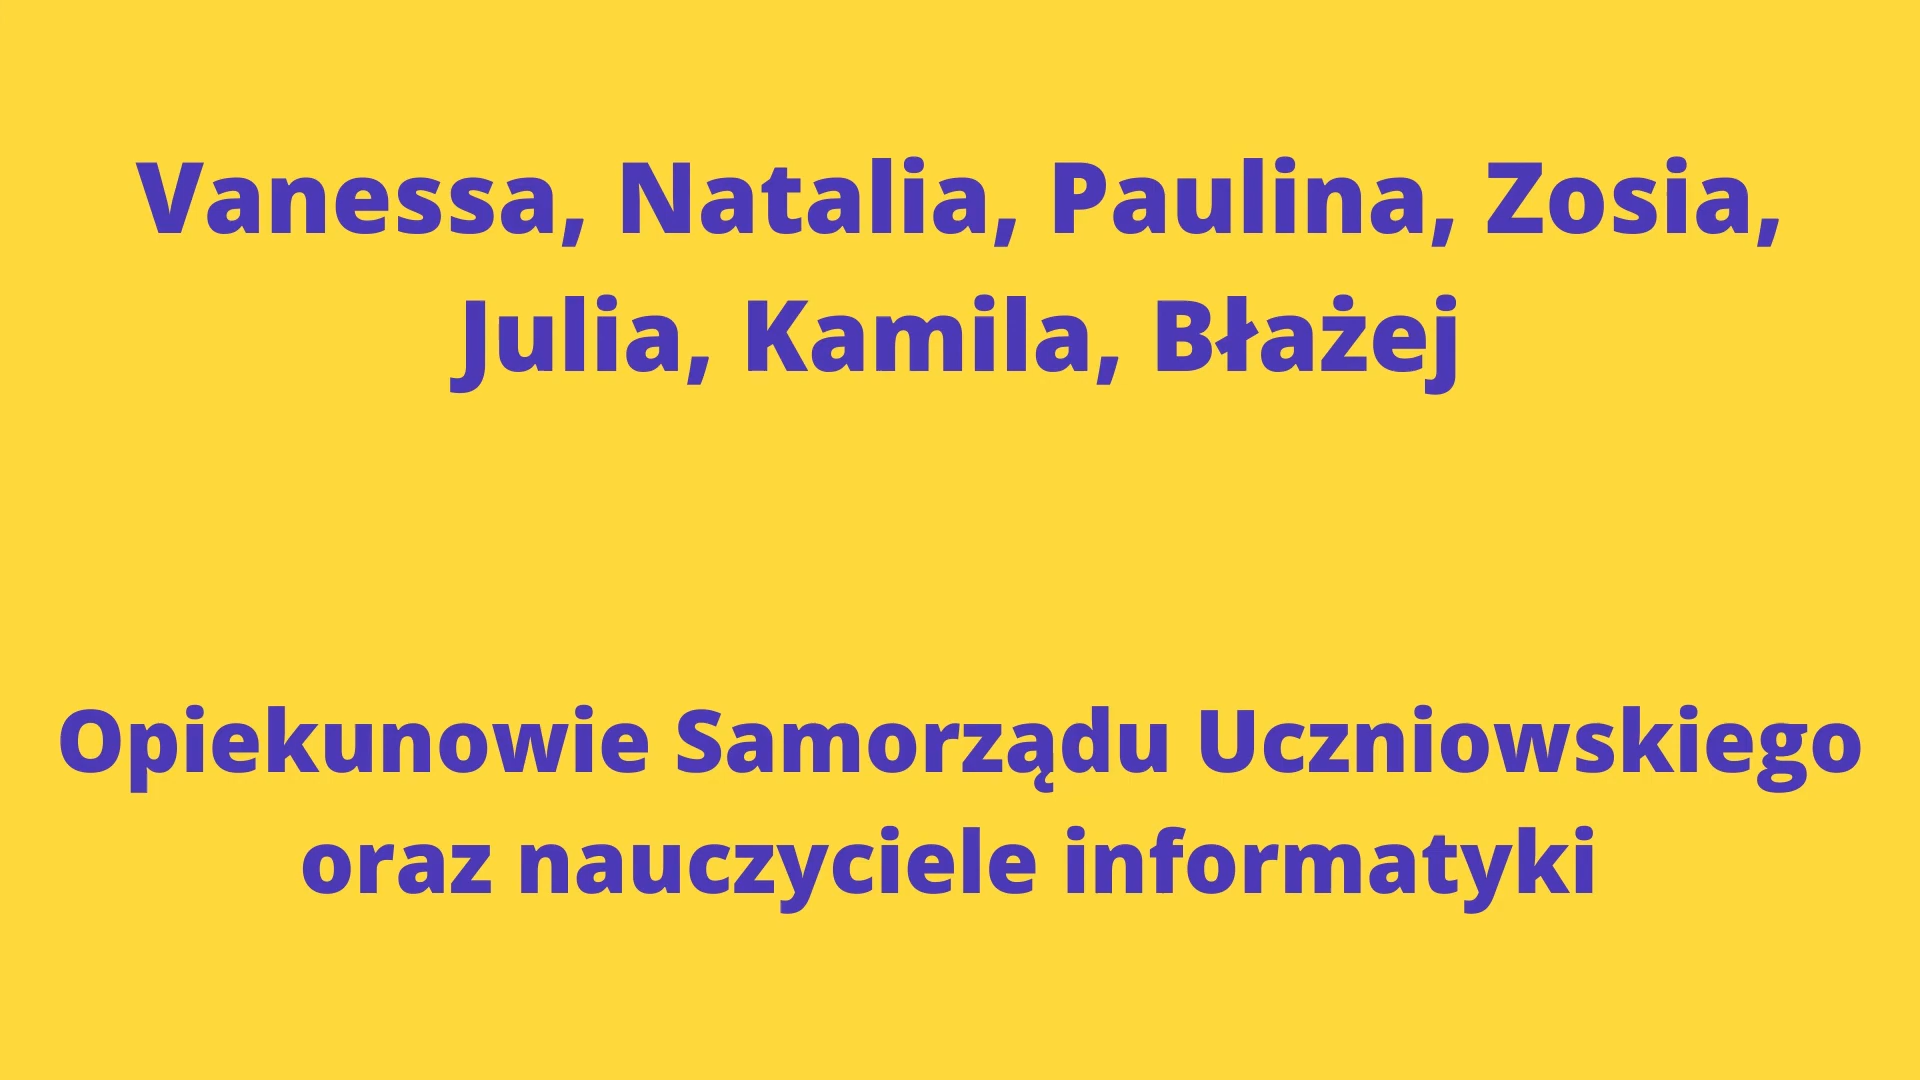 Vanessa, Natalia, Paulina, Zosia,
Julia, Kamila, Błażej
Opiekunowie Samorządu Uczniowskiego
oraz nauczyciele informatyki